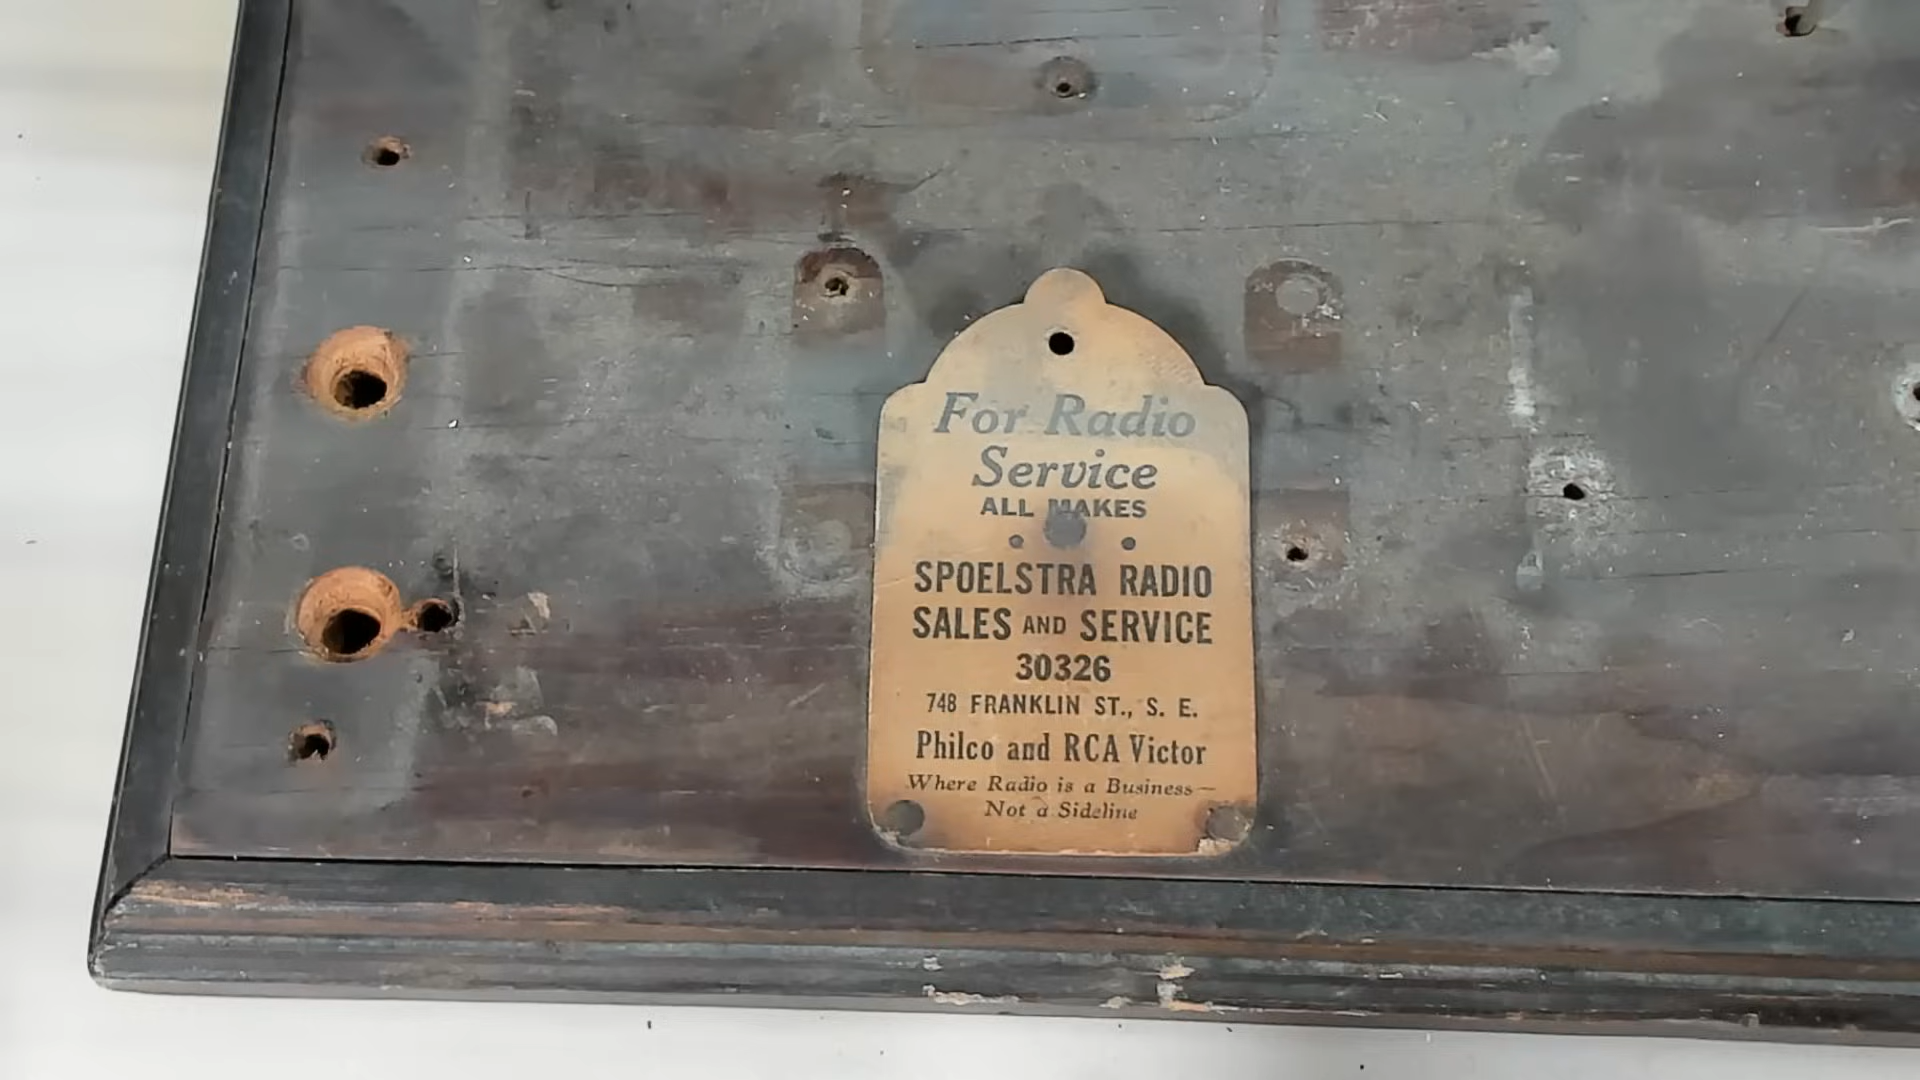 For Radio
Service
ALL MAKES
SPOELSTRA RADIO
SALES AND SERVICE
30326
748 FRANKLIN ST., S. E.
Philco and RCA Victor
Where Radio is a Business—
Not a Sideline